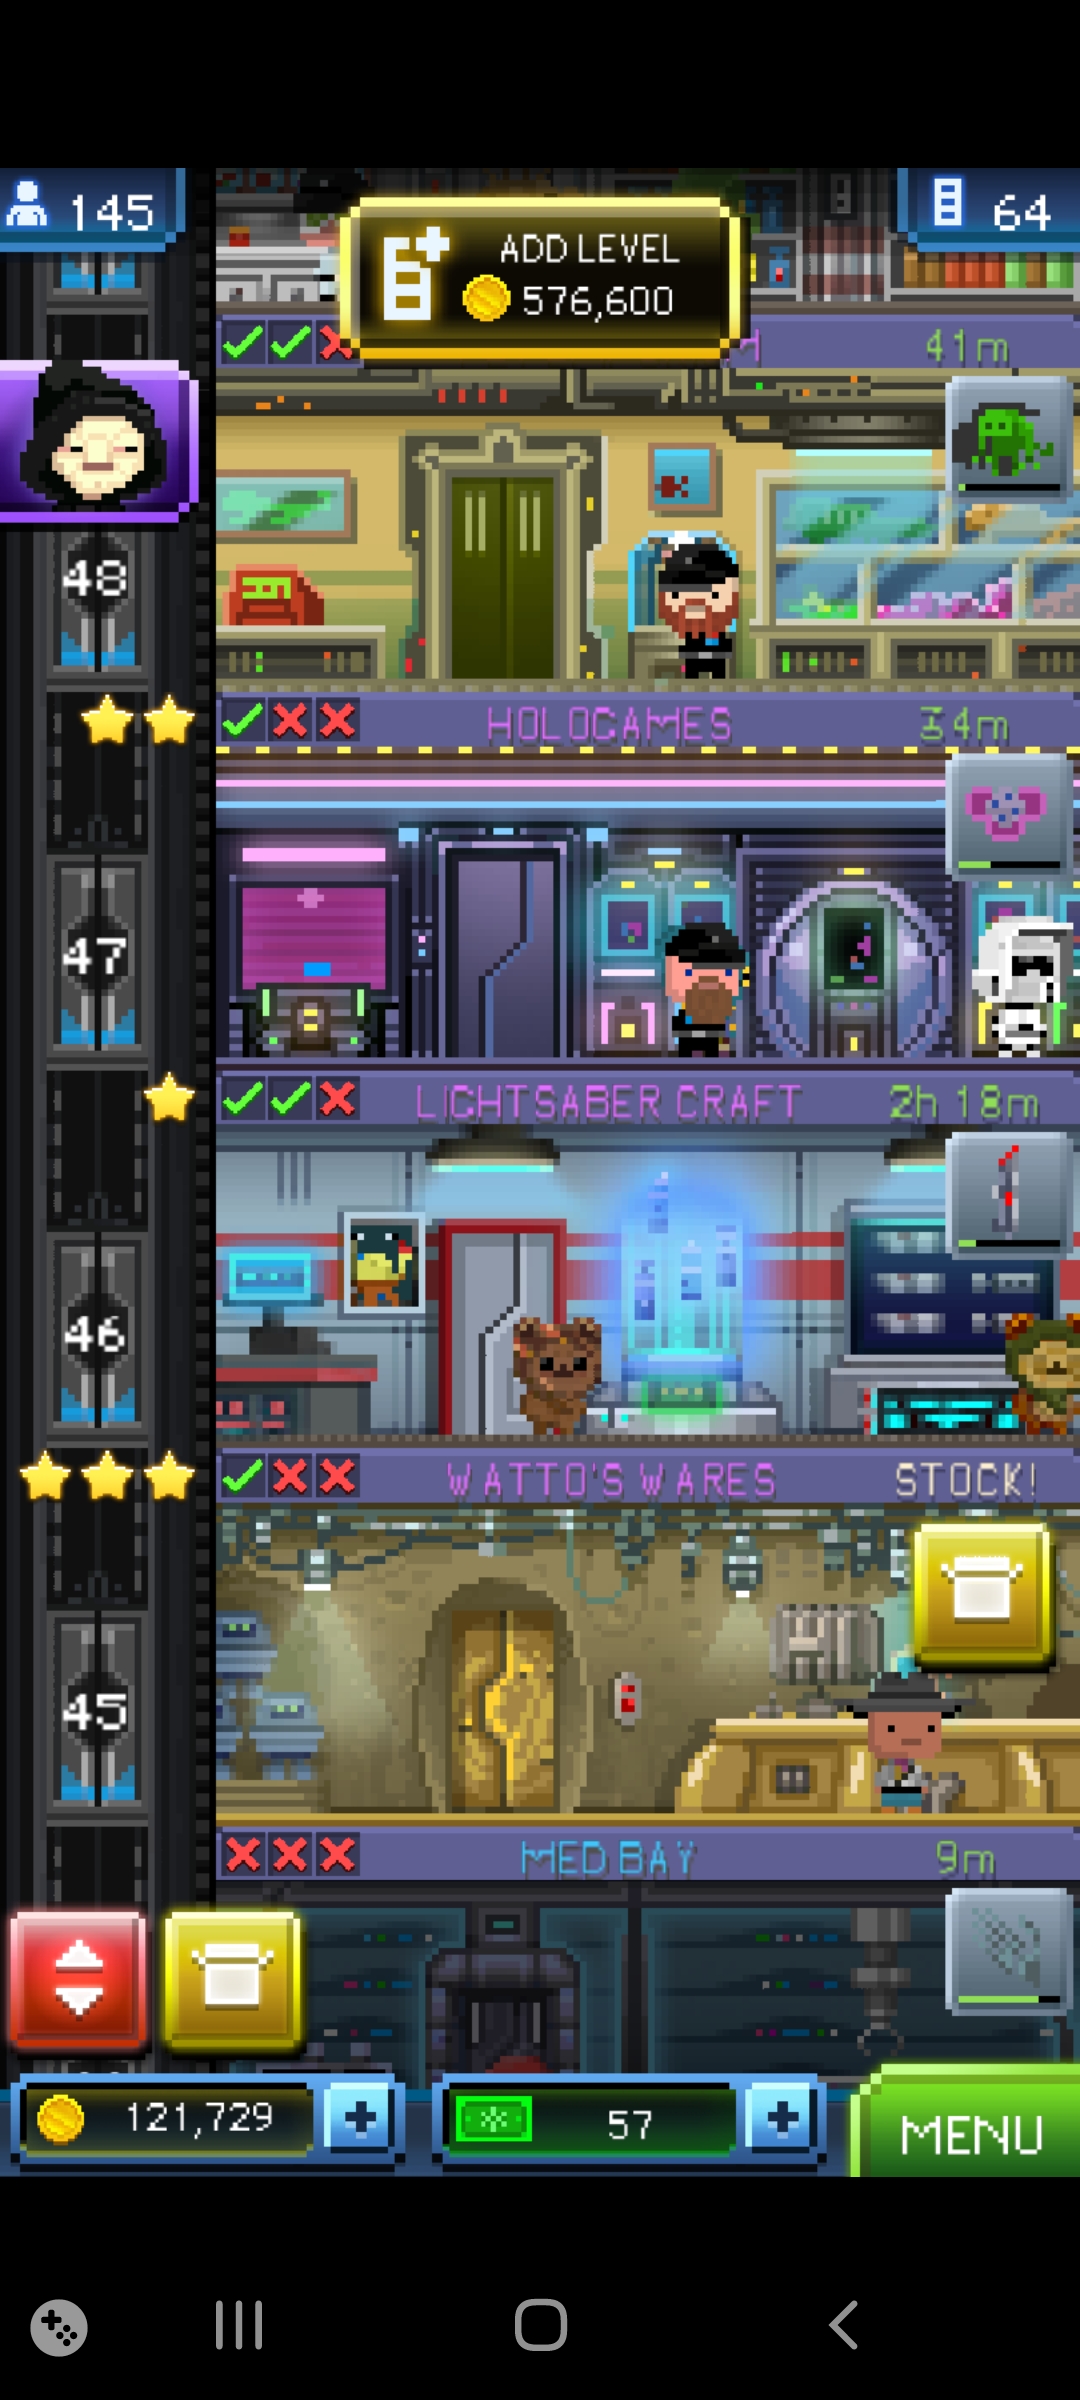 145
64
ADD LEVEL
576,600
41m
48
HOLOGAMES
34m
47
LIGHTSABER CRAFT
2h 18m
46
WATTO'S WARES
STOCK!
45
MED BAY
9m
121,729
57
MENU